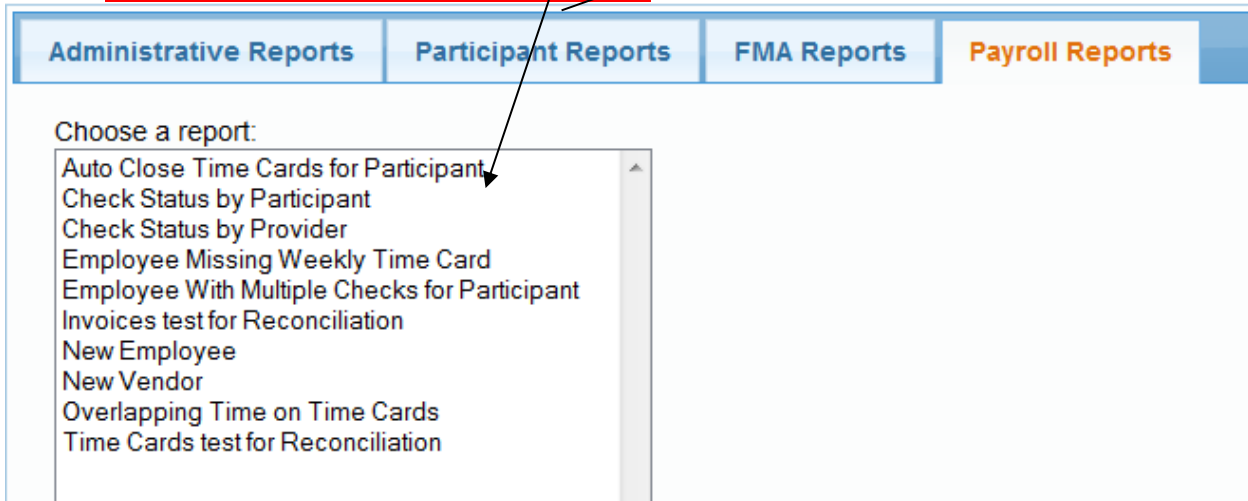 Administrative Reports Participant Reports FMA Reports Payroll Reports
Choose a report:
Auto Close Time Cards for Participant
Check Status by Participant
Check Status by Provider
Employee Missing Weekly Time Card
Employee With Multiple Checks for Participant
Invoices test for Reconciliation
New Employee
New Vendor
Overlapping Time on Time Cards
Time Cards test for Reconciliation